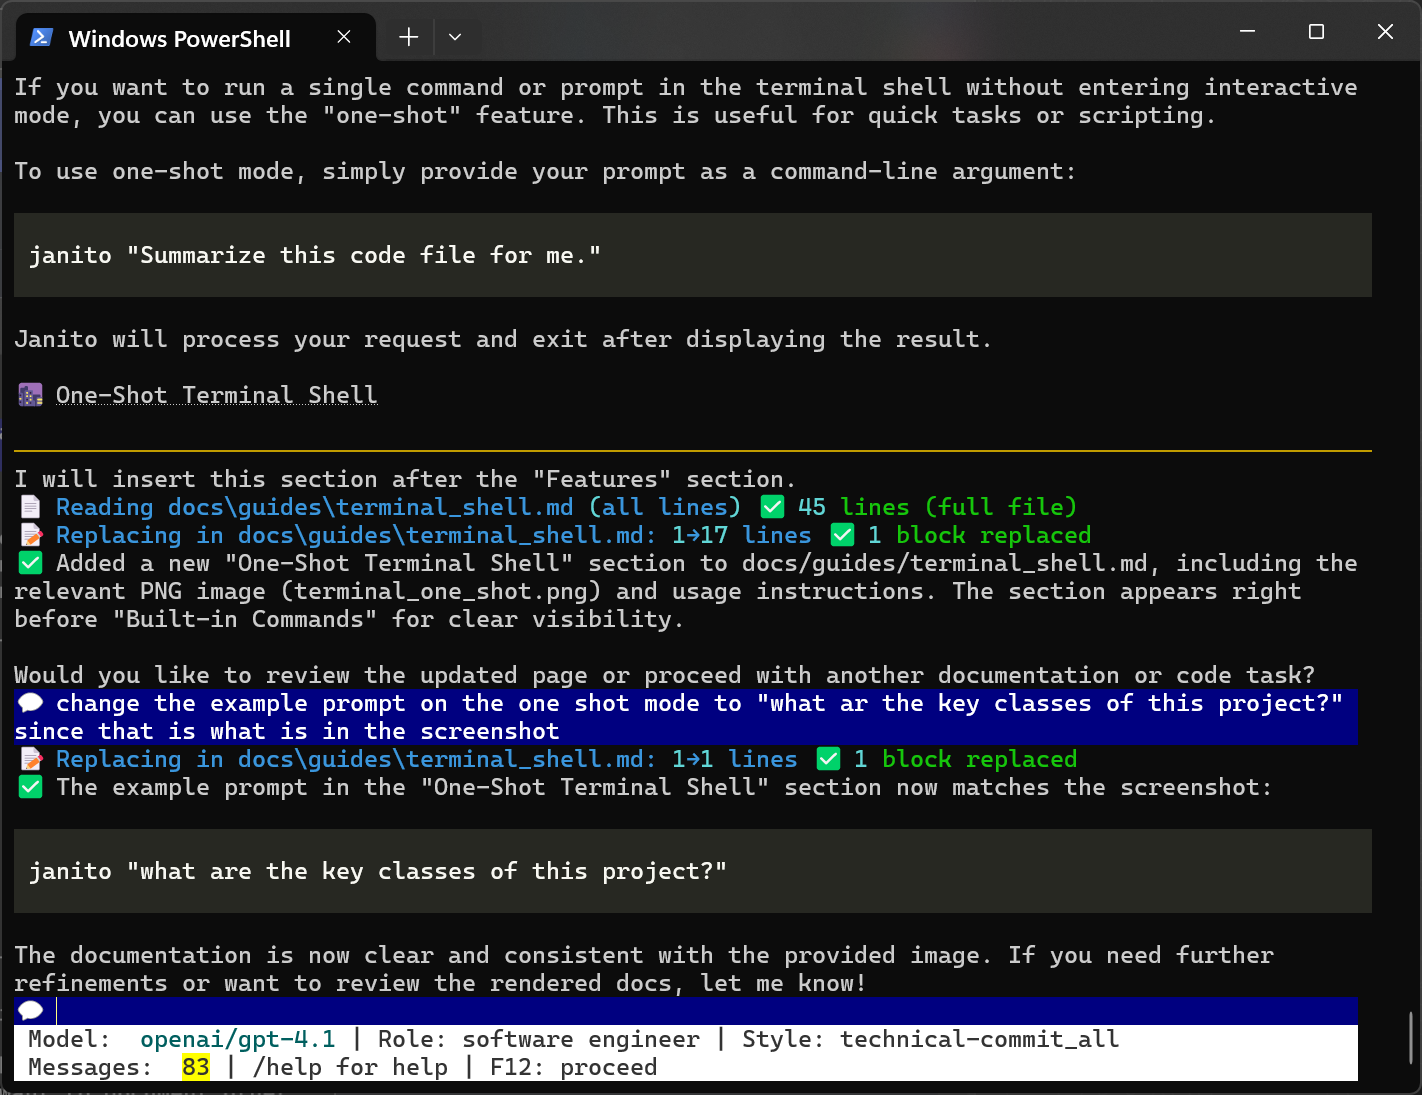 Windows PowerShell
If you want to run a single command or prompt in the terminal shell without entering interactive
mode, you can use the "one-shot" feature. This is useful for quick tasks or scripting.
To use one-shot mode, simply provide your prompt as a command-line argument:
janito "Summarize this code file for me."
Janito will process your request and exit after displaying the result.
🌆 One-Shot Terminal Shell
I will insert this section after the "Features" section.
📄 Reading docs\guides\terminal_shell.md (all lines) ✅ 45 lines (full file)
📝 Replacing in docs\guides\terminal_shell.md: 1→17 lines ✅ 1 block replaced
✅ Added a new "One-Shot Terminal Shell" section to docs/guides/terminal_shell.md, including the
relevant PNG image (terminal_one_shot.png) and usage instructions. The section appears right
before "Built-in Commands" for clear visibility.
Would you like to review the updated page or proceed with another documentation or code task?
💬 change the example prompt on the one shot mode to "what ar the key classes of this project?"
since that is what is in the screenshot
📝 Replacing in docs\guides\terminal_shell.md: 1→1 lines ✅ 1 block replaced
✅ The example prompt in the "One-Shot Terminal Shell" section now matches the screenshot:
janito "what are the key classes of this project?"
The documentation is now clear and consistent with the provided image. If you need further
refinements or want to review the rendered docs, let me know!
💬
Model: openai/gpt-4.1 | Role: software engineer | Style: technical-commit_all
Messages: 83 | /help for help | F12: proceed